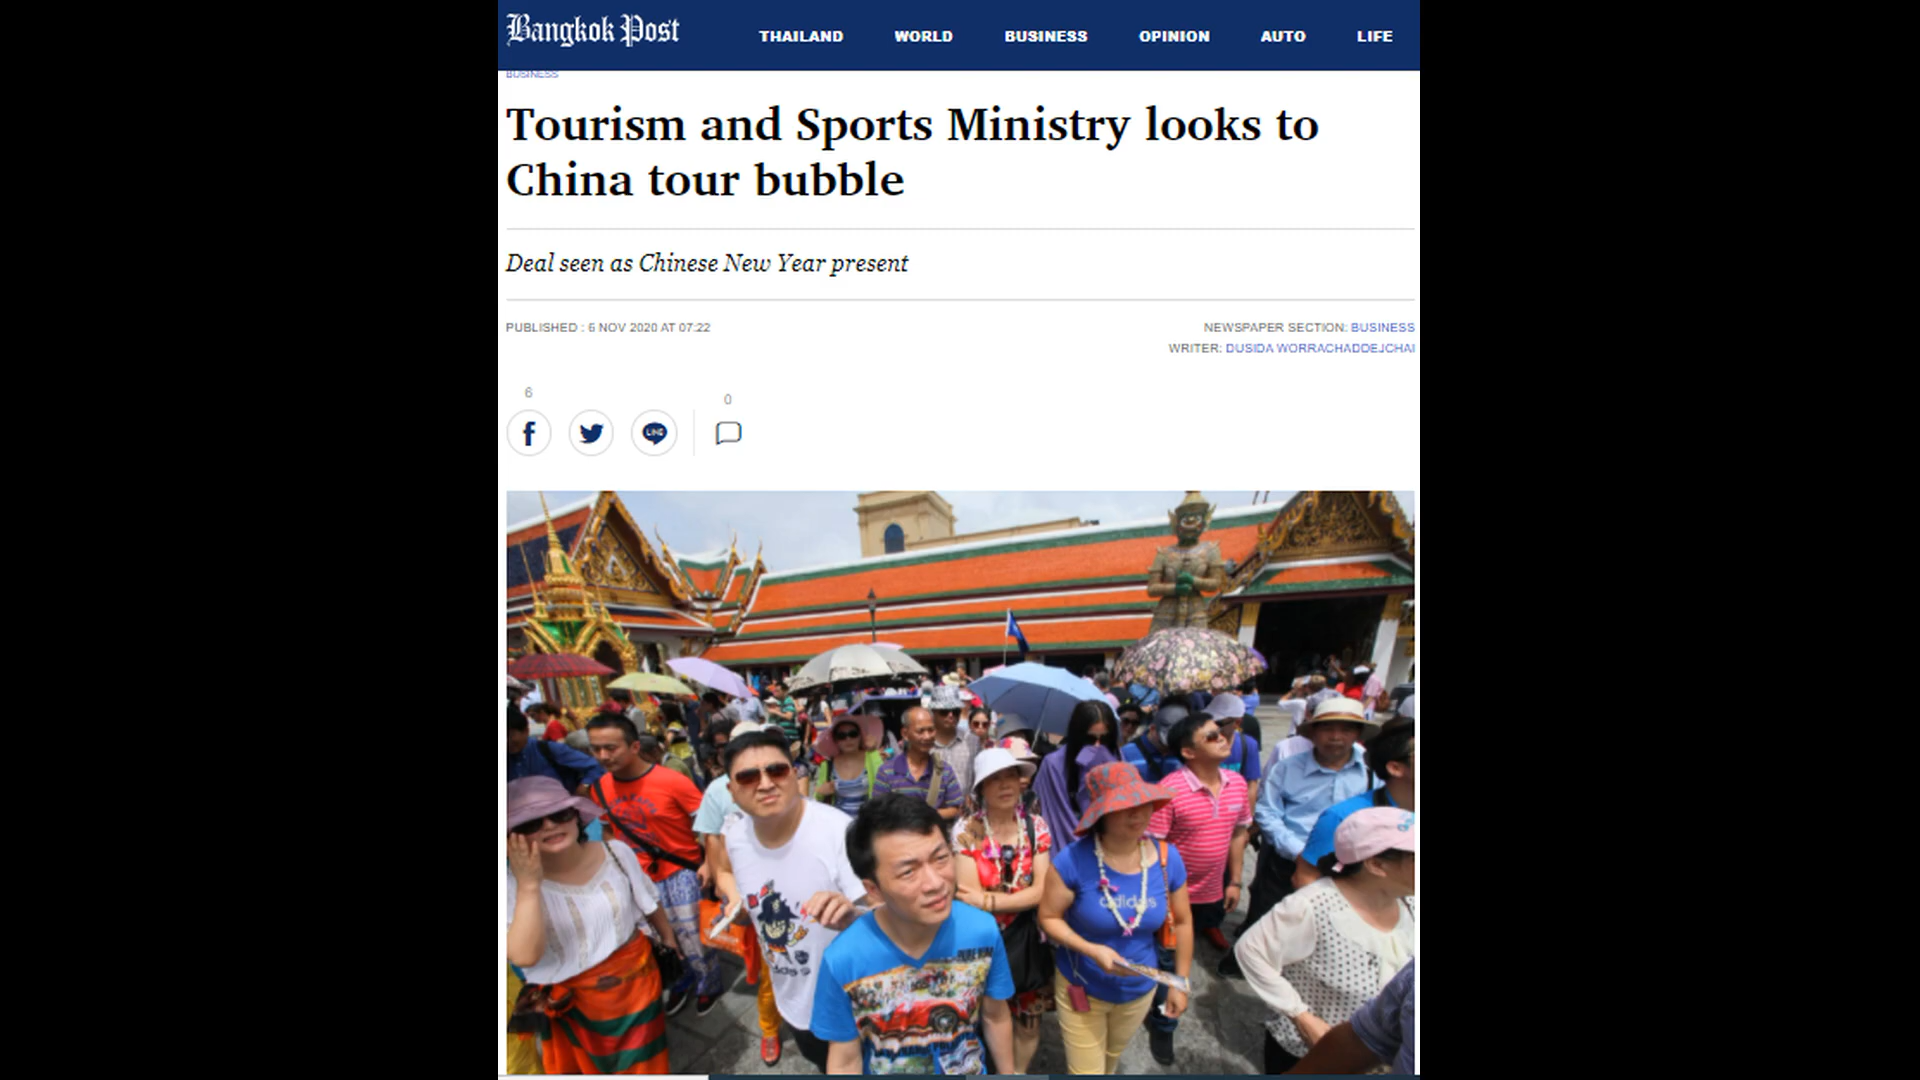 Bangkok Post
THAILAND WORLD BUSINESS OPINION AUTO LIFE
BUSINESS
Tourism and Sports Ministry looks to
China tour bubble
Deal seen as Chinese New Year present
PUBLISHED : 6 NOV 2020 AT 07:22
NEWSPAPER SECTION: BUSINESS
WRITER: DUSIDA WORRACHADDEJCHAI
6
0
LINE
adidas